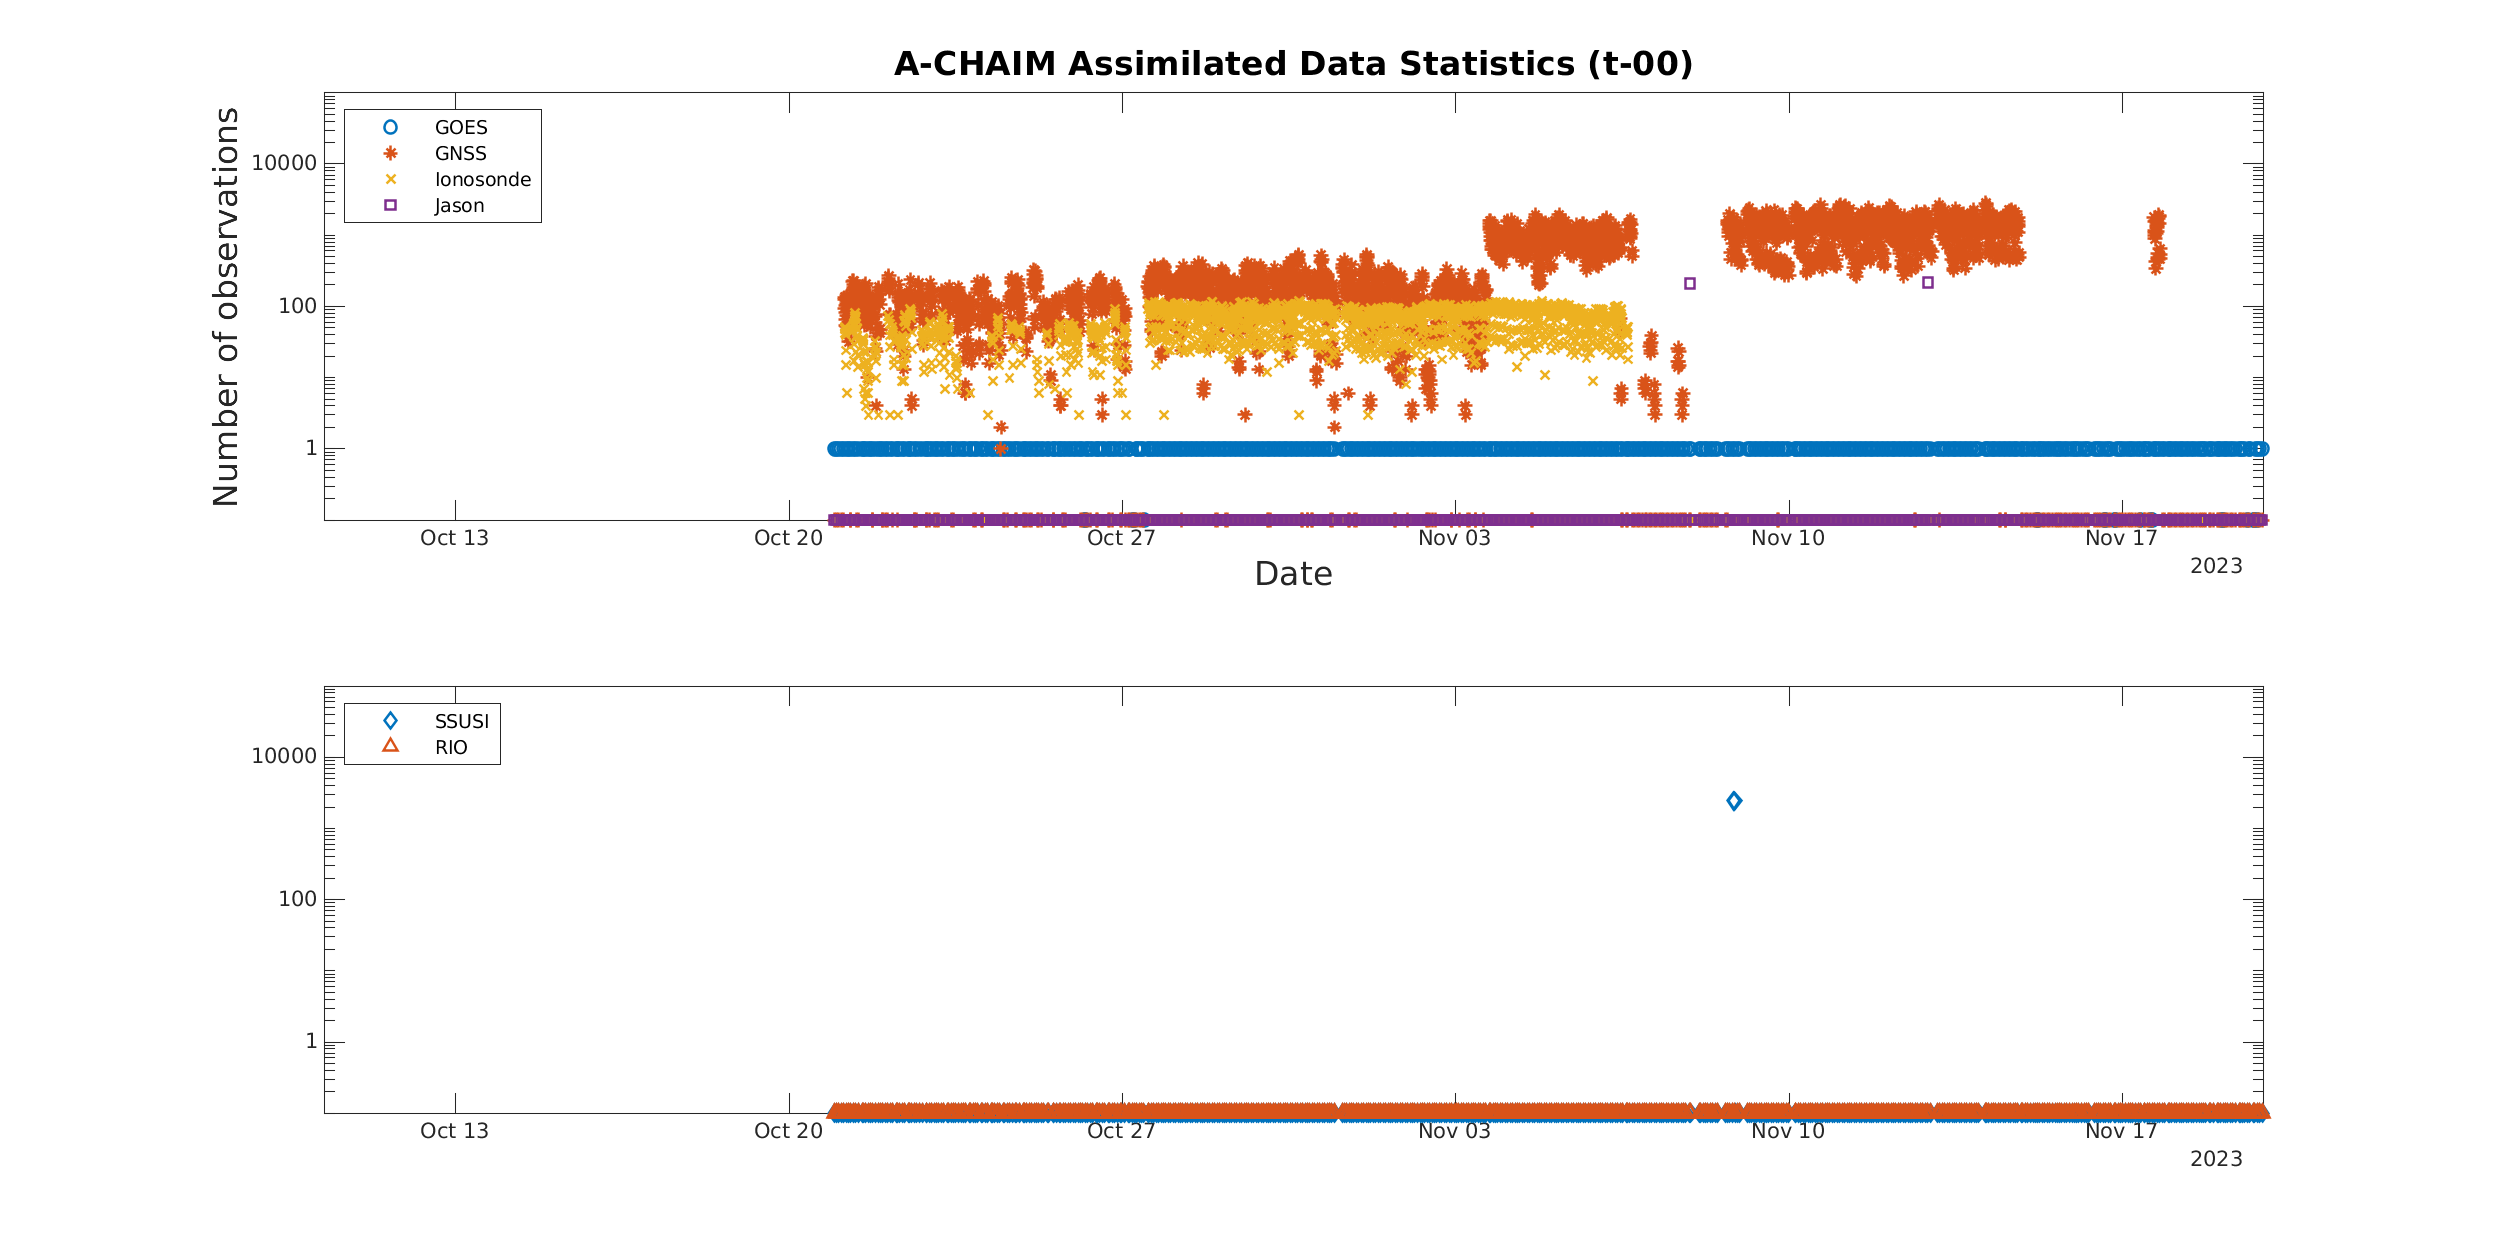 A-CHAIM Assimilated Data Statistics (t-00)
Number of observations
GOES
GNSS
Ionosonde
Jason
10000
100
1
Oct 13 Oct 20 Oct 27 Nov 03 Nov 10 Nov 17
2023
Date
SSUSI
RIO
10000
100
1
Oct 13 Oct 20 Oct 27 Nov 03 Nov 10 Nov 17
2023